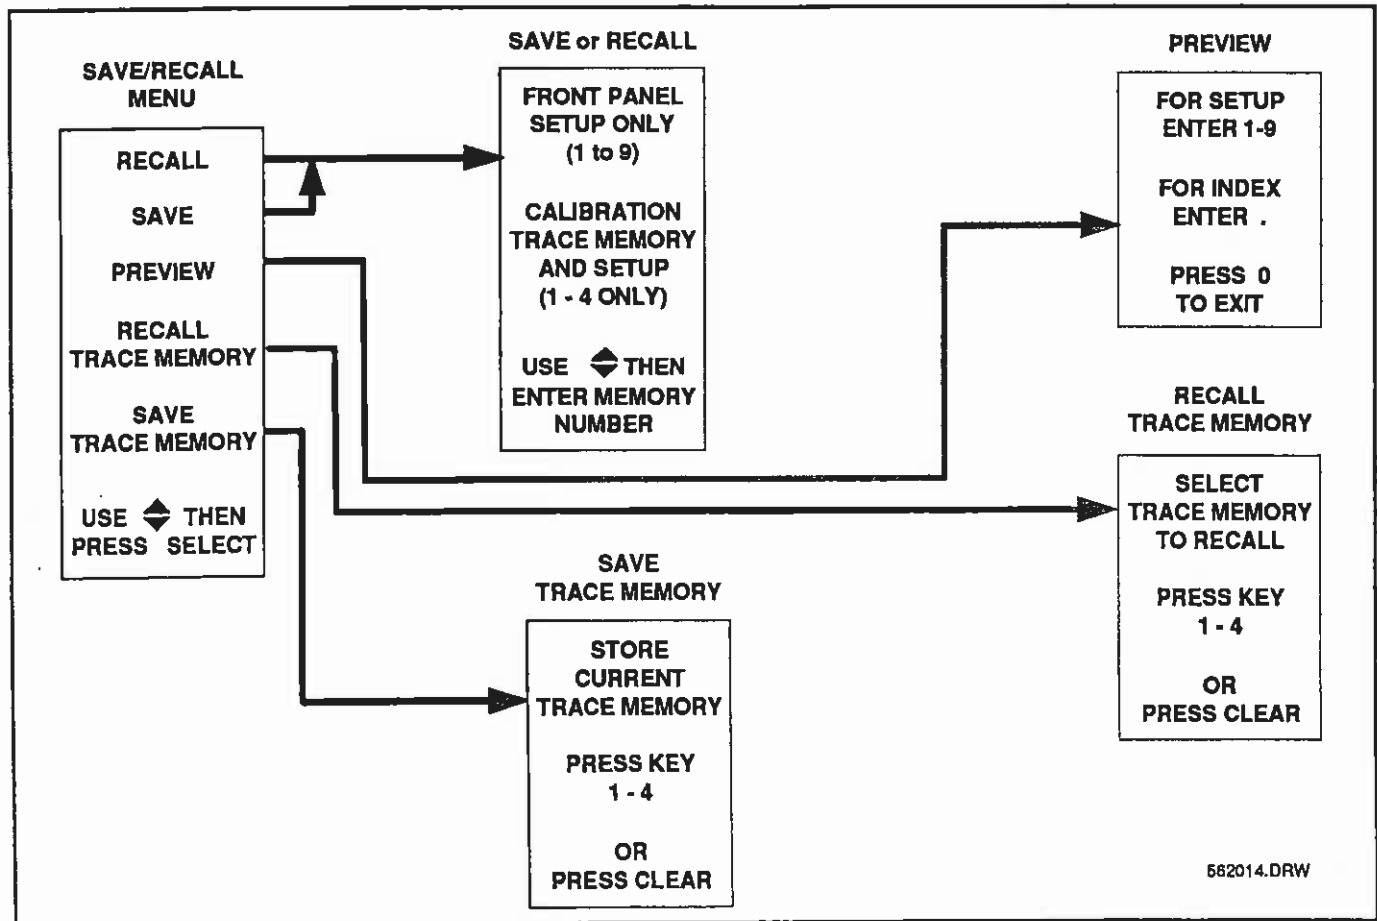 SAVE/RECALL
MENU
RECALL
SAVE
PREVIEW
RECALL
TRACE MEMORY
SAVE
TRACE MEMORY
USE THEN
PRESS SELECT
SAVE or RECALL
FRONT PANEL
SETUP ONLY
(1 to 9)
CALIBRATION
TRACE MEMORY
AND SETUP
(1 - 4 ONLY)
USE THEN
ENTER MEMORY
NUMBER
PREVIEW
FOR SETUP
ENTER 1-9
FOR INDEX
ENTER .
PRESS 0
TO EXIT
RECALL
TRACE MEMORY
SELECT
TRACE MEMORY
TO RECALL
PRESS KEY
1 - 4
OR
PRESS CLEAR
SAVE
TRACE MEMORY
STORE
CURRENT
TRACE MEMORY
PRESS KEY
1 - 4
OR
PRESS CLEAR
562014.DRW